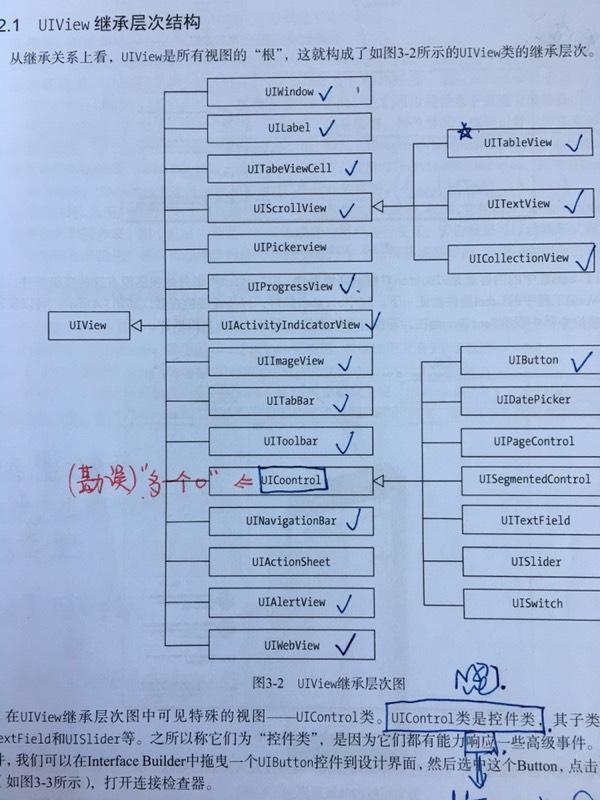 2.1 UIView 继承层次结构
从继承关系上看，UIView是所有视图的“根”，这就构成了如图3-2所示的UIView类的继承层次。
UIWindow
UILabel
UITabeViewCell
UIScrollView
UIPickerview
UIProgressView
UIView
UIActivityIndicatorView
UIImageView
UITabBar
UIToolbar
(勘误)“多一个o” ⇐ UICoontrol
UINavigationBar
UIActionSheet
UIAlertView
UIWebView
UITableView
UITextView
UICollectionView
UIButton
UIDatePicker
UIPageControl
UISegmentedControl
UITextField
UISlider
UISwitch
图3-2 UIView继承层次图
在UIView继承层次图中可见特殊的视图——UIControl类。UIControl类是控件类，其子类
extField和UISlider等。之所以称它们为“控件类”，是因为它们都有能力响应一些高级事件。
件，我们可以在Interface Builder中拖曳一个UIButton控件到设计界面，然后选中这个Button，点击
（如图3-3所示），打开连接检查器。